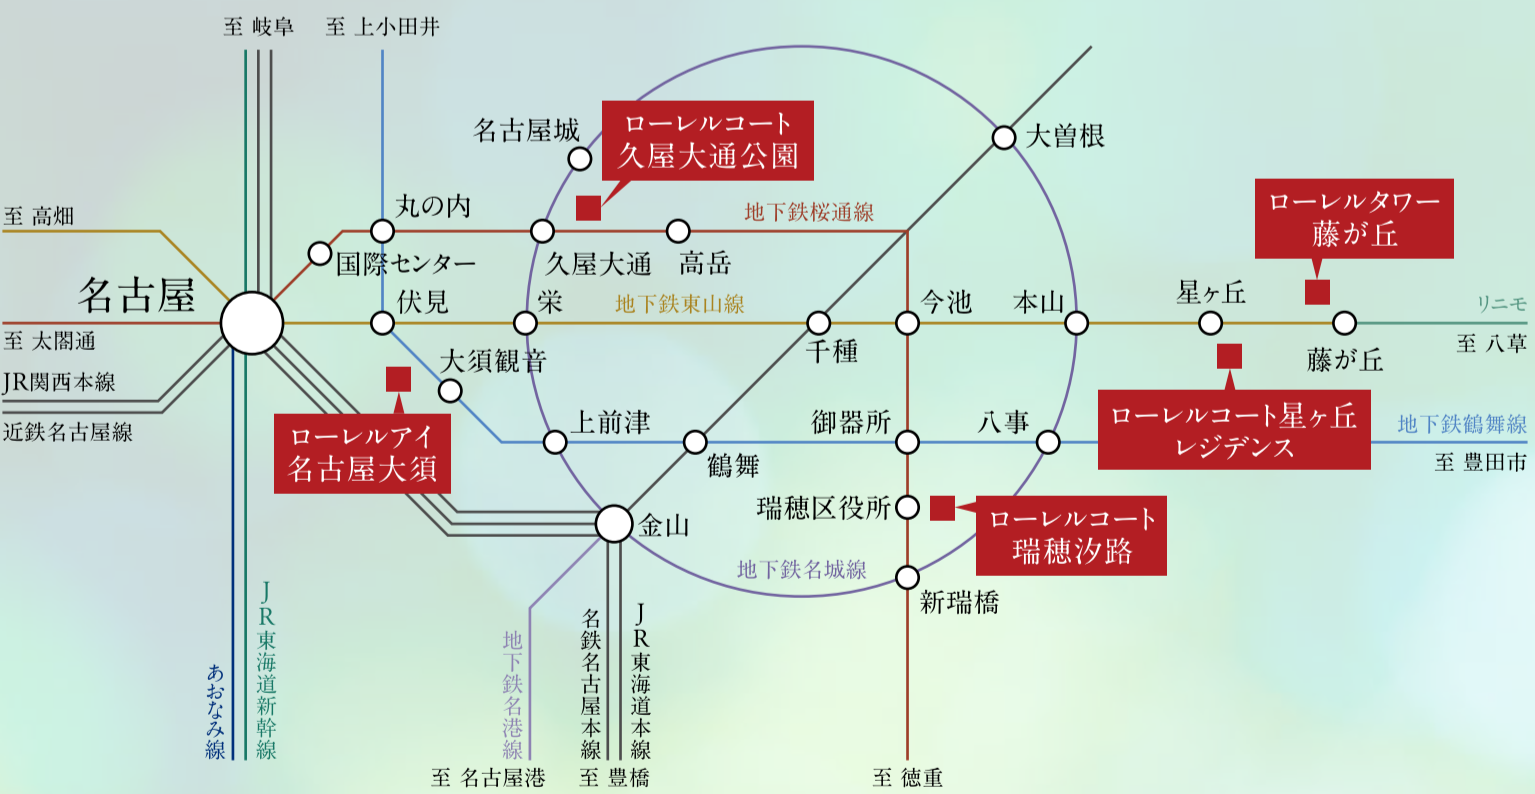 至 岐阜
至 上小田井
名古屋城
ローレルコート
久屋大通公園
大曽根
至 高畑
丸の内
国際センター
久屋大通
高岳
地下鉄桜通線
ローレルタワー
藤が丘
名古屋
伏見
栄
地下鉄東山線
今池
本山
星ヶ丘
リニモ
至 太閤通
JR関西本線
近鉄名古屋線
大須観音
千種
藤が丘
至 八草
ローレルアイ
名古屋大須
上前津
鶴舞
御器所
八事
ローレルコート星ヶ丘
レジデンス
地下鉄鶴舞線
至 豊田市
金山
瑞穂区役所
ローレルコート
瑞穂汐路
地下鉄名城線
新瑞橋
あおなみ線
JR東海道新幹線
地下鉄名港線
名鉄名古屋本線
JR東海道本線
至 名古屋港
至 豊橋
至 徳重